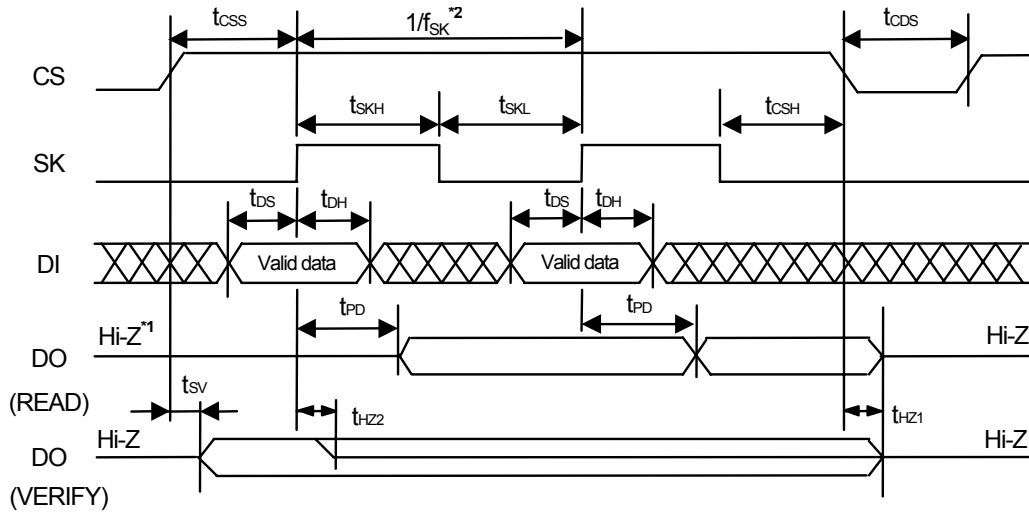 tCSS 1/fSK*2 tCDS
CS
tSKH tSKL tCSH
SK
tDS tDH tDS tDH
DI Valid data Valid data
tPD tPD
Hi-Z*1 Hi-Z
DO
(READ)
tSV tHZ2 tHZ1
Hi-Z Hi-Z
DO
(VERIFY)